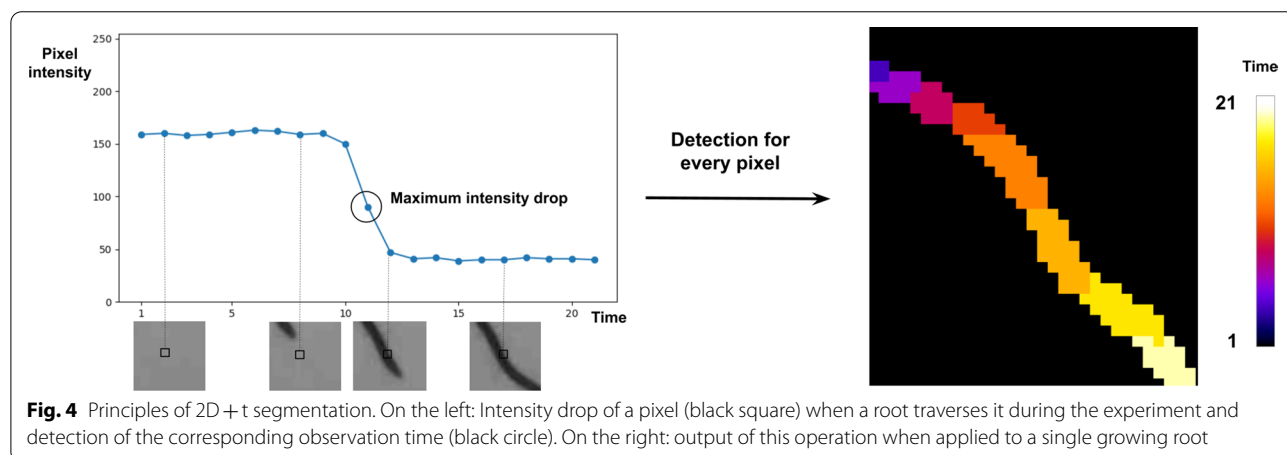 Pixel
intensity
250
200
150
100
50
0
Maximum intensity drop
1
5
10
15
20
Time
Detection for
every pixel
Time
21
1
Fig. 4 Principles of 2D + t segmentation. On the left: Intensity drop of a pixel (black square) when a root traverses it during the experiment and
detection of the corresponding observation time (black circle). On the right: output of this operation when applied to a single growing root